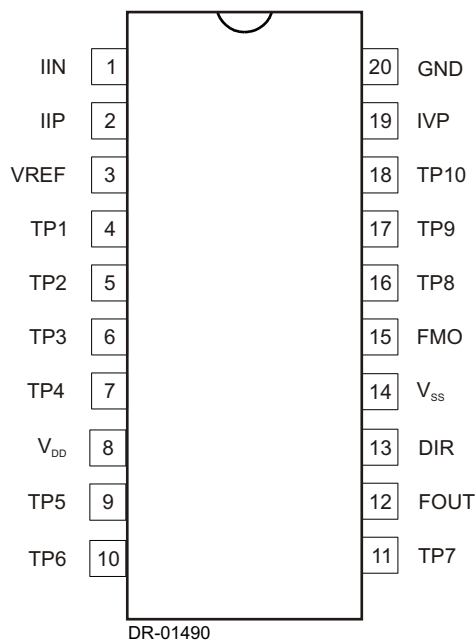 IIN 1 20 GND
IIP 2 19 IVP
VREF 3 18 TP10
TP1 4 17 TP9
TP2 5 16 TP8
TP3 6 15 FMO
TP4 7 14 VSS
VDD 8 13 DIR
TP5 9 12 FOUT
TP6 10 11 TP7
DR-01490